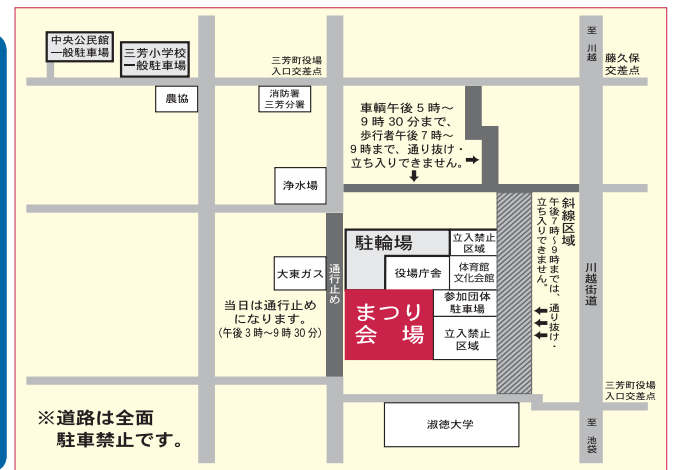 中央公民館
一般駐車場
三芳小学校
一般駐車場
三芳町役場
入口交差点
至 川越
藤久保
交差点
農協
消防署
三芳分署
車輌午後5時〜
9時30分まで、
歩行者午後7時〜
9時まで、通り抜け・
立ち入りできません。➡
⬇
浄水場
斜線区域
午後7時〜9時までは、通り抜け・
立ち入りできません。
駐輪場
立入禁止
区域
大東ガス
通行止め
役場庁舎
体育館
文化会館
川越街道
当日は通行止め
になります。
(午後3時〜9時30分)
まつり
会 場
参加団体
駐車場
立入禁止
区域
三芳町役場
入口交差点
※道路は全面
駐車禁止です。
淑徳大学
至 池袋